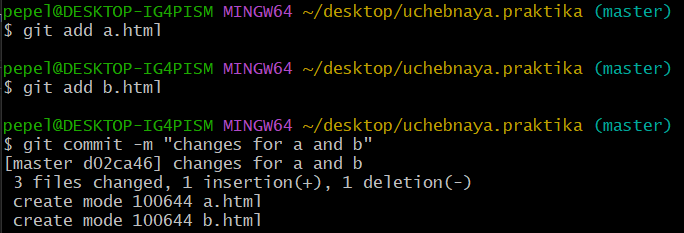 pepel@DESKTOP-IG4PISM MINGW64 ~/desktop/uchebnaya.praktika (master)
$ git add a.html
pepel@DESKTOP-IG4PISM MINGW64 ~/desktop/uchebnaya.praktika (master)
$ git add b.html
pepel@DESKTOP-IG4PISM MINGW64 ~/desktop/uchebnaya.praktika (master)
$ git commit -m "changes for a and b"
[master d02ca46] changes for a and b
 3 files changed, 1 insertion(+), 1 deletion(-)
 create mode 100644 a.html
 create mode 100644 b.html